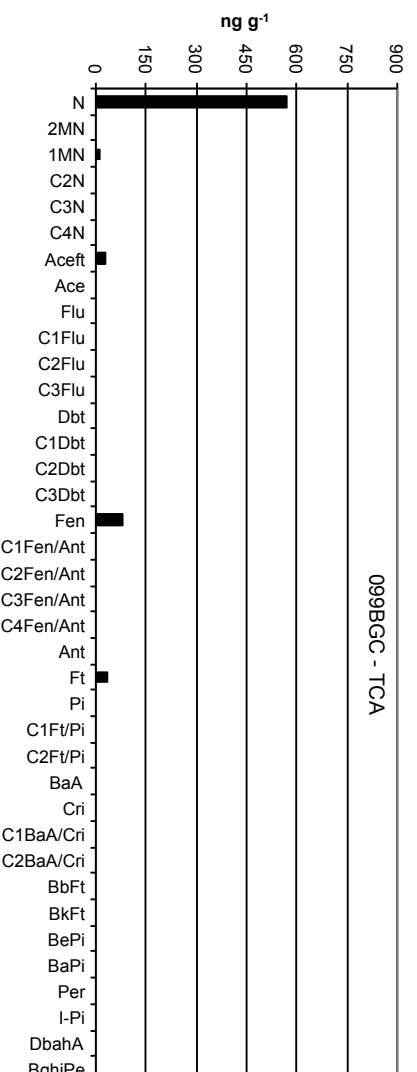 ng g-1
0
150
300
450
600
750
900
N
2MN
1MN
C2N
C3N
C4N
Aceft
Ace
Flu
C1Flu
C2Flu
C3Flu
Dbt
C1Dbt
C2Dbt
C3Dbt
Fen
C1Fen/Ant
C2Fen/Ant
C3Fen/Ant
C4Fen/Ant
Ant
Ft
Pi
C1Ft/Pi
C2Ft/Pi
BaA
Cri
C1BaA/Cri
C2BaA/Cri
BbFt
BkFt
BePi
BaPi
Per
I-Pi
DbahA
BghiPe
099BGC - TCA